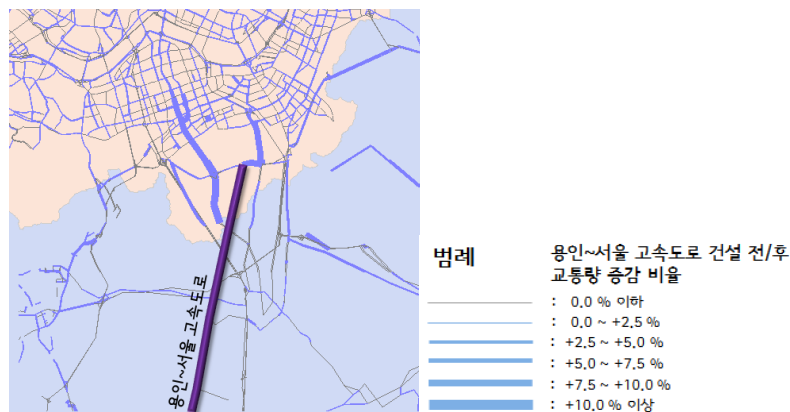 용인~서울 고속도로
범례
용인~서울 고속도로 건설 전/후
교통량 증감 비율
: 0.0 % 이하
: 0.0 ~ +2.5 %
: +2.5 ~ +5.0 %
: +5.0 ~ +7.5 %
: +7.5 ~ +10.0 %
: +10.0 % 이상